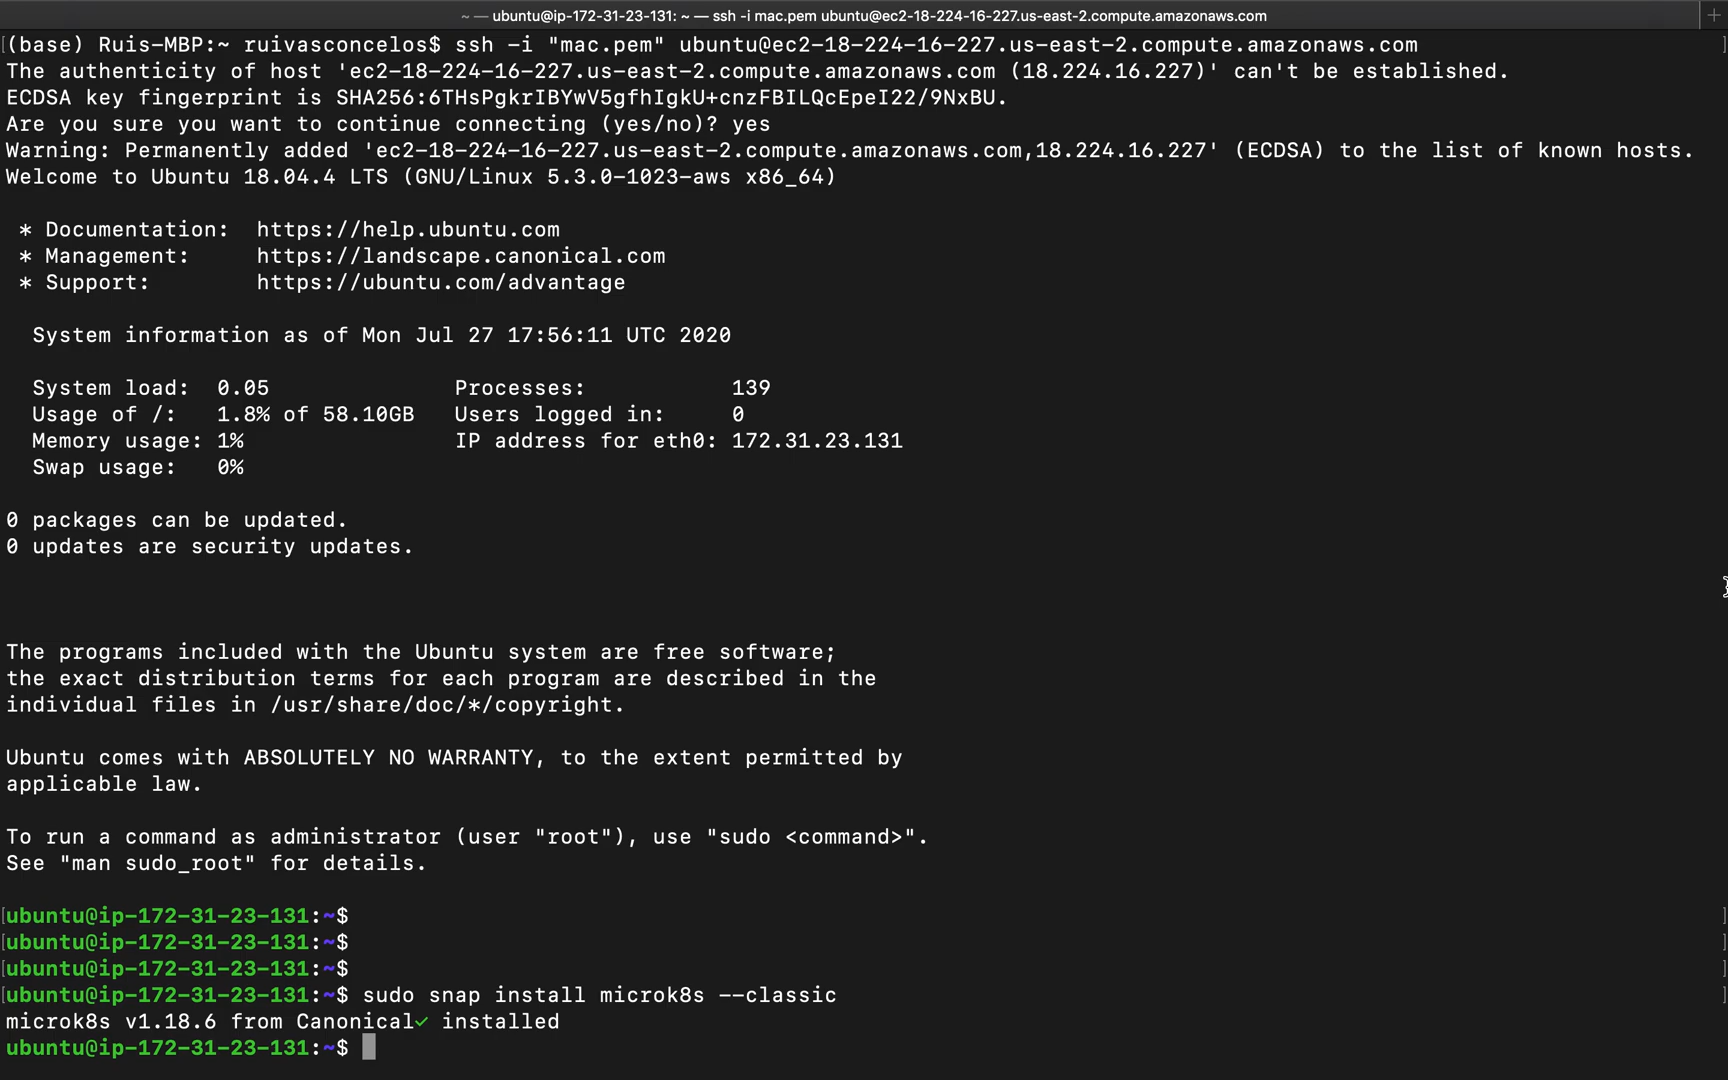 ~ — ubuntu@ip-172-31-23-131: ~ — ssh -i mac.pem ubuntu@ec2-18-224-16-227.us-east-2.compute.amazonaws.com
(base) Ruis-MBP:~ ruivasconcelos$ ssh -i "mac.pem" ubuntu@ec2-18-224-16-227.us-east-2.compute.amazonaws.com
The authenticity of host 'ec2-18-224-16-227.us-east-2.compute.amazonaws.com (18.224.16.227)' can't be established.
ECDSA key fingerprint is SHA256:6THsPgkrIBYwV5gfhIgkU+cnzFBILQcEpeI22/9NxBU.
Are you sure you want to continue connecting (yes/no)? yes
Warning: Permanently added 'ec2-18-224-16-227.us-east-2.compute.amazonaws.com,18.224.16.227' (ECDSA) to the list of known hosts.
Welcome to Ubuntu 18.04.4 LTS (GNU/Linux 5.3.0-1023-aws x86_64)
* Documentation:  https://help.ubuntu.com
* Management:     https://landscape.canonical.com
* Support:        https://ubuntu.com/advantage
System information as of Mon Jul 27 17:56:11 UTC 2020
System load:  0.05              Processes:           139
Usage of /:   1.8% of 58.10GB   Users logged in:     0
Memory usage: 1%                IP address for eth0: 172.31.23.131
Swap usage:   0%
0 packages can be updated.
0 updates are security updates.
The programs included with the Ubuntu system are free software;
the exact distribution terms for each program are described in the
individual files in /usr/share/doc/*/copyright.
Ubuntu comes with ABSOLUTELY NO WARRANTY, to the extent permitted by
applicable law.
To run a command as administrator (user "root"), use "sudo <command>".
See "man sudo_root" for details.
ubuntu@ip-172-31-23-131:~$
ubuntu@ip-172-31-23-131:~$
ubuntu@ip-172-31-23-131:~$
ubuntu@ip-172-31-23-131:~$ sudo snap install microk8s --classic
microk8s v1.18.6 from Canonical✓ installed
ubuntu@ip-172-31-23-131:~$